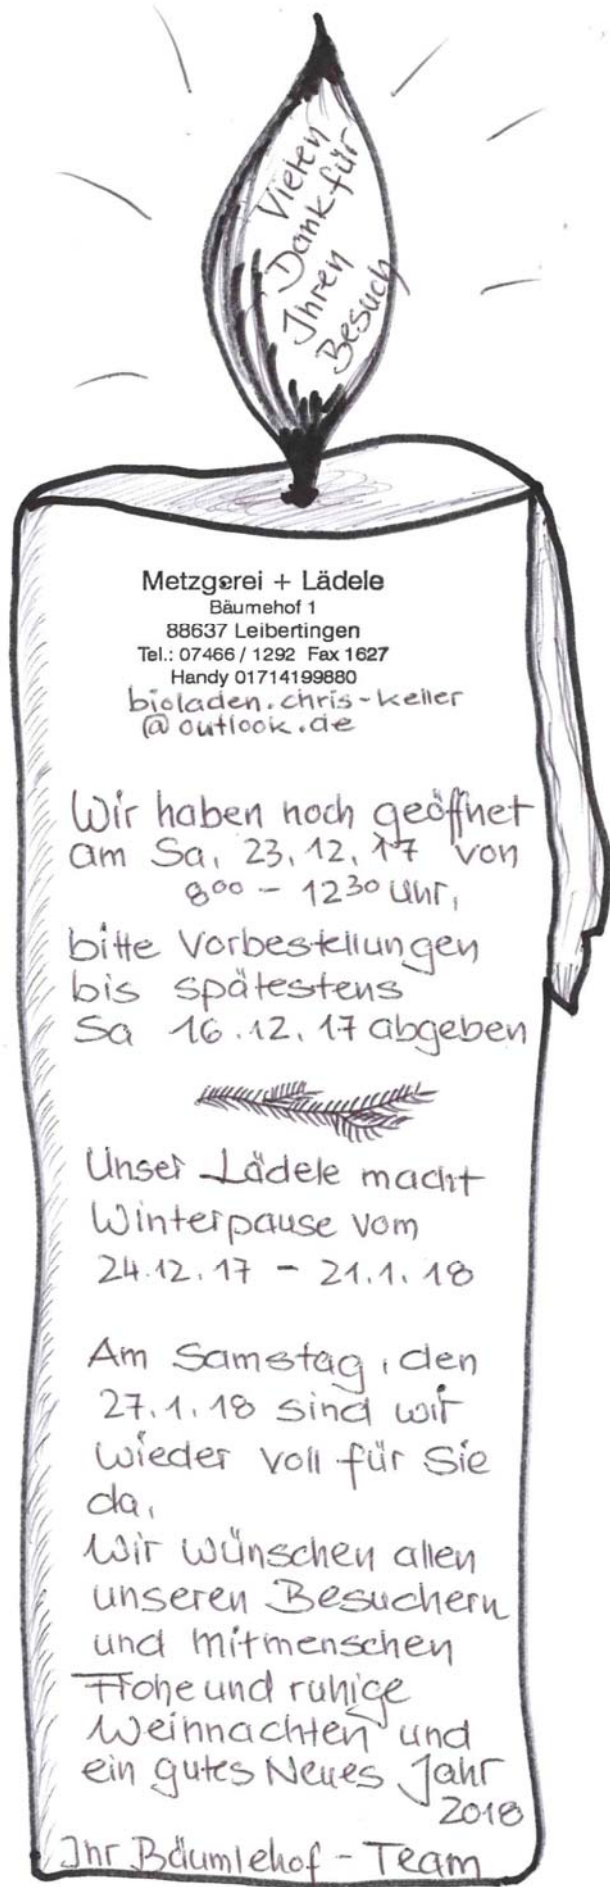 Vielen
Dank für
Ihren
Besuch
Metzgerei + Lädele
Bäumehof 1
88637 Leibertingen
Tel.: 07466 / 1292 Fax 1627
Handy 01714199880
bioladen.chris-keller
@outlook.de
Wir haben noch geöffnet
am Sa, 23.12.17 von
8⁰⁰ - 12³⁰ Uhr,
bitte Vorbestellungen
bis spätestens
Sa 16.12.17 abgeben
Unser Lädele macht
Winterpause vom
24.12.17 - 21.1.18
Am Samstag, den
27.1.18 sind wir
wieder voll für Sie
da,
Wir wünschen allen
unseren Besuchern
und Mitmenschen
Frohe und ruhige
Weihnachten und
ein gutes Neues Jahr
2018
Ihr Bäumlehof - Team